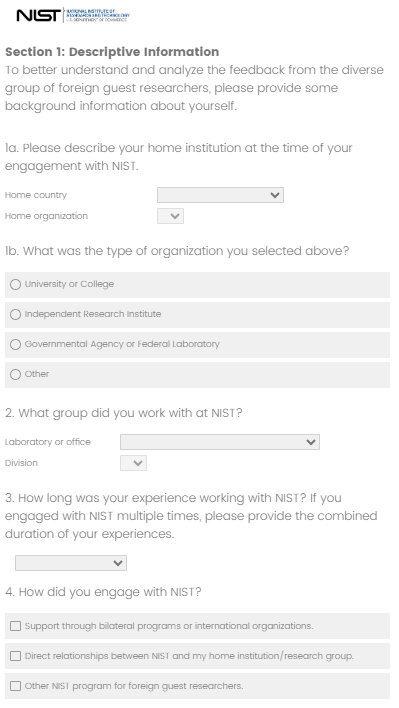 NIST NATIONAL INSTITUTE OF
STANDARDS AND TECHNOLOGY
U.S. DEPARTMENT OF COMMERCE
Section 1: Descriptive Information
To better understand and analyze the feedback from the diverse
group of foreign guest researchers, please provide some
background information about yourself.
1a. Please describe your home institution at the time of your
engagement with NIST.
Home country
Home organization
1b. What was the type of organization you selected above?
University or College
Independent Research Institute
Governmental Agency or Federal Laboratory
Other
2. What group did you work with at NIST?
Laboratory or office
Division
3. How long was your experience working with NIST? If you
engaged with NIST multiple times, please provide the combined
duration of your experiences.
4. How did you engage with NIST?
Support through bilateral programs or international organizations.
Direct relationships between NIST and my home institution/research group.
Other NIST program for foreign guest researchers.